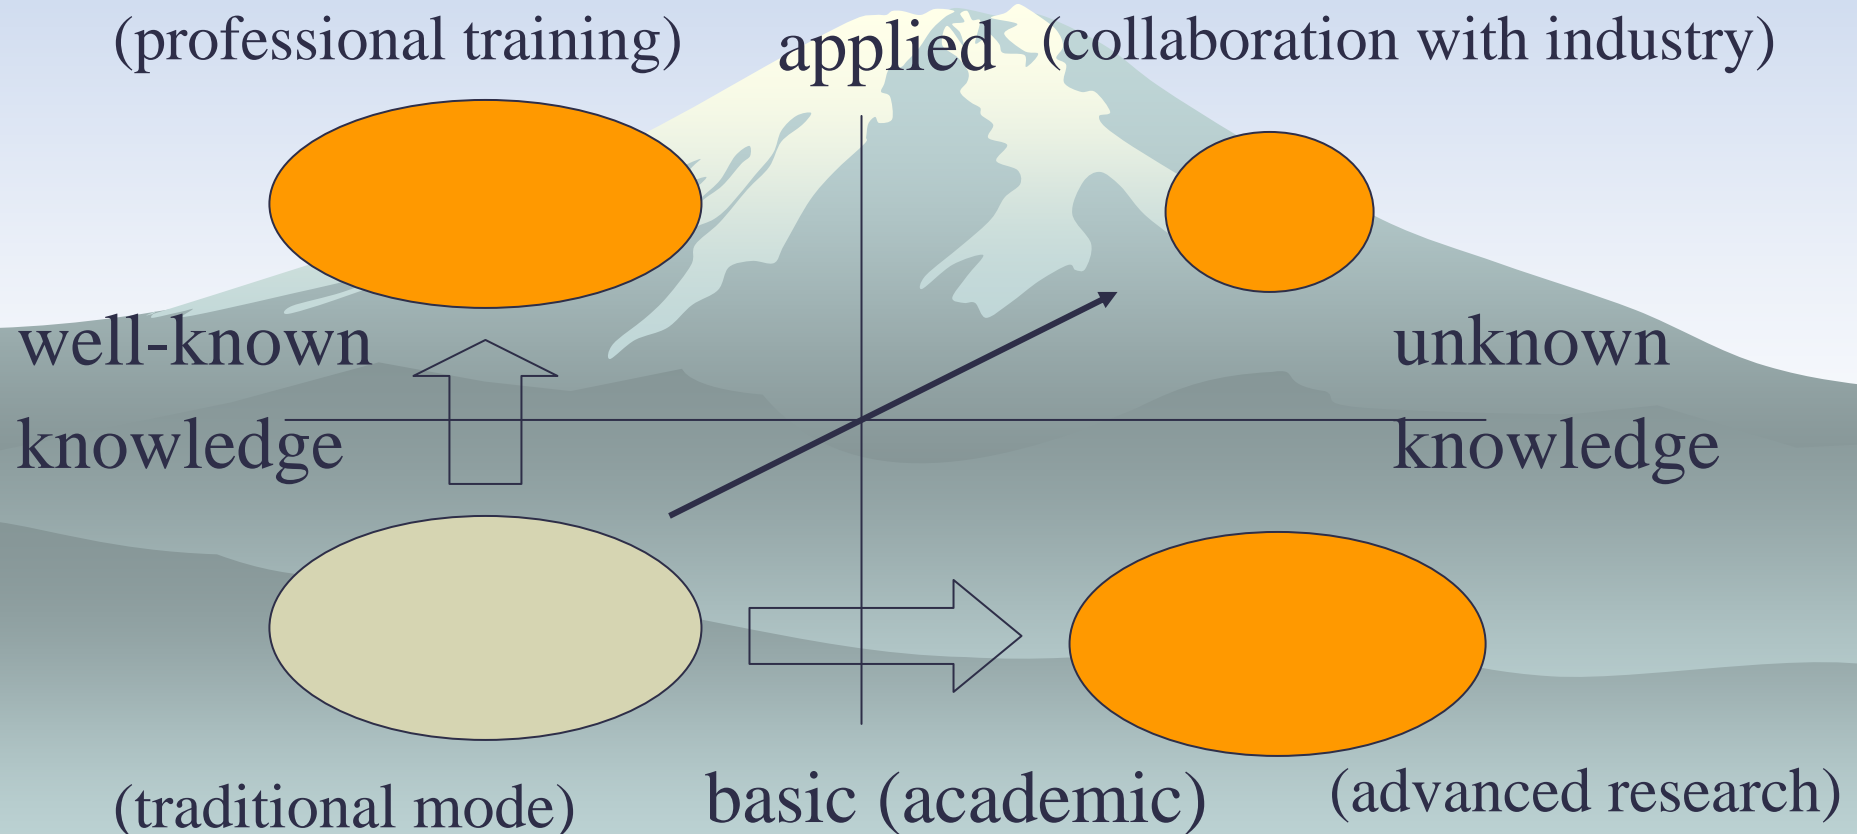 (professional training)
applied
(collaboration with industry)
well-known
knowledge
unknown
knowledge
(traditional mode)
basic (academic)
(advanced research)